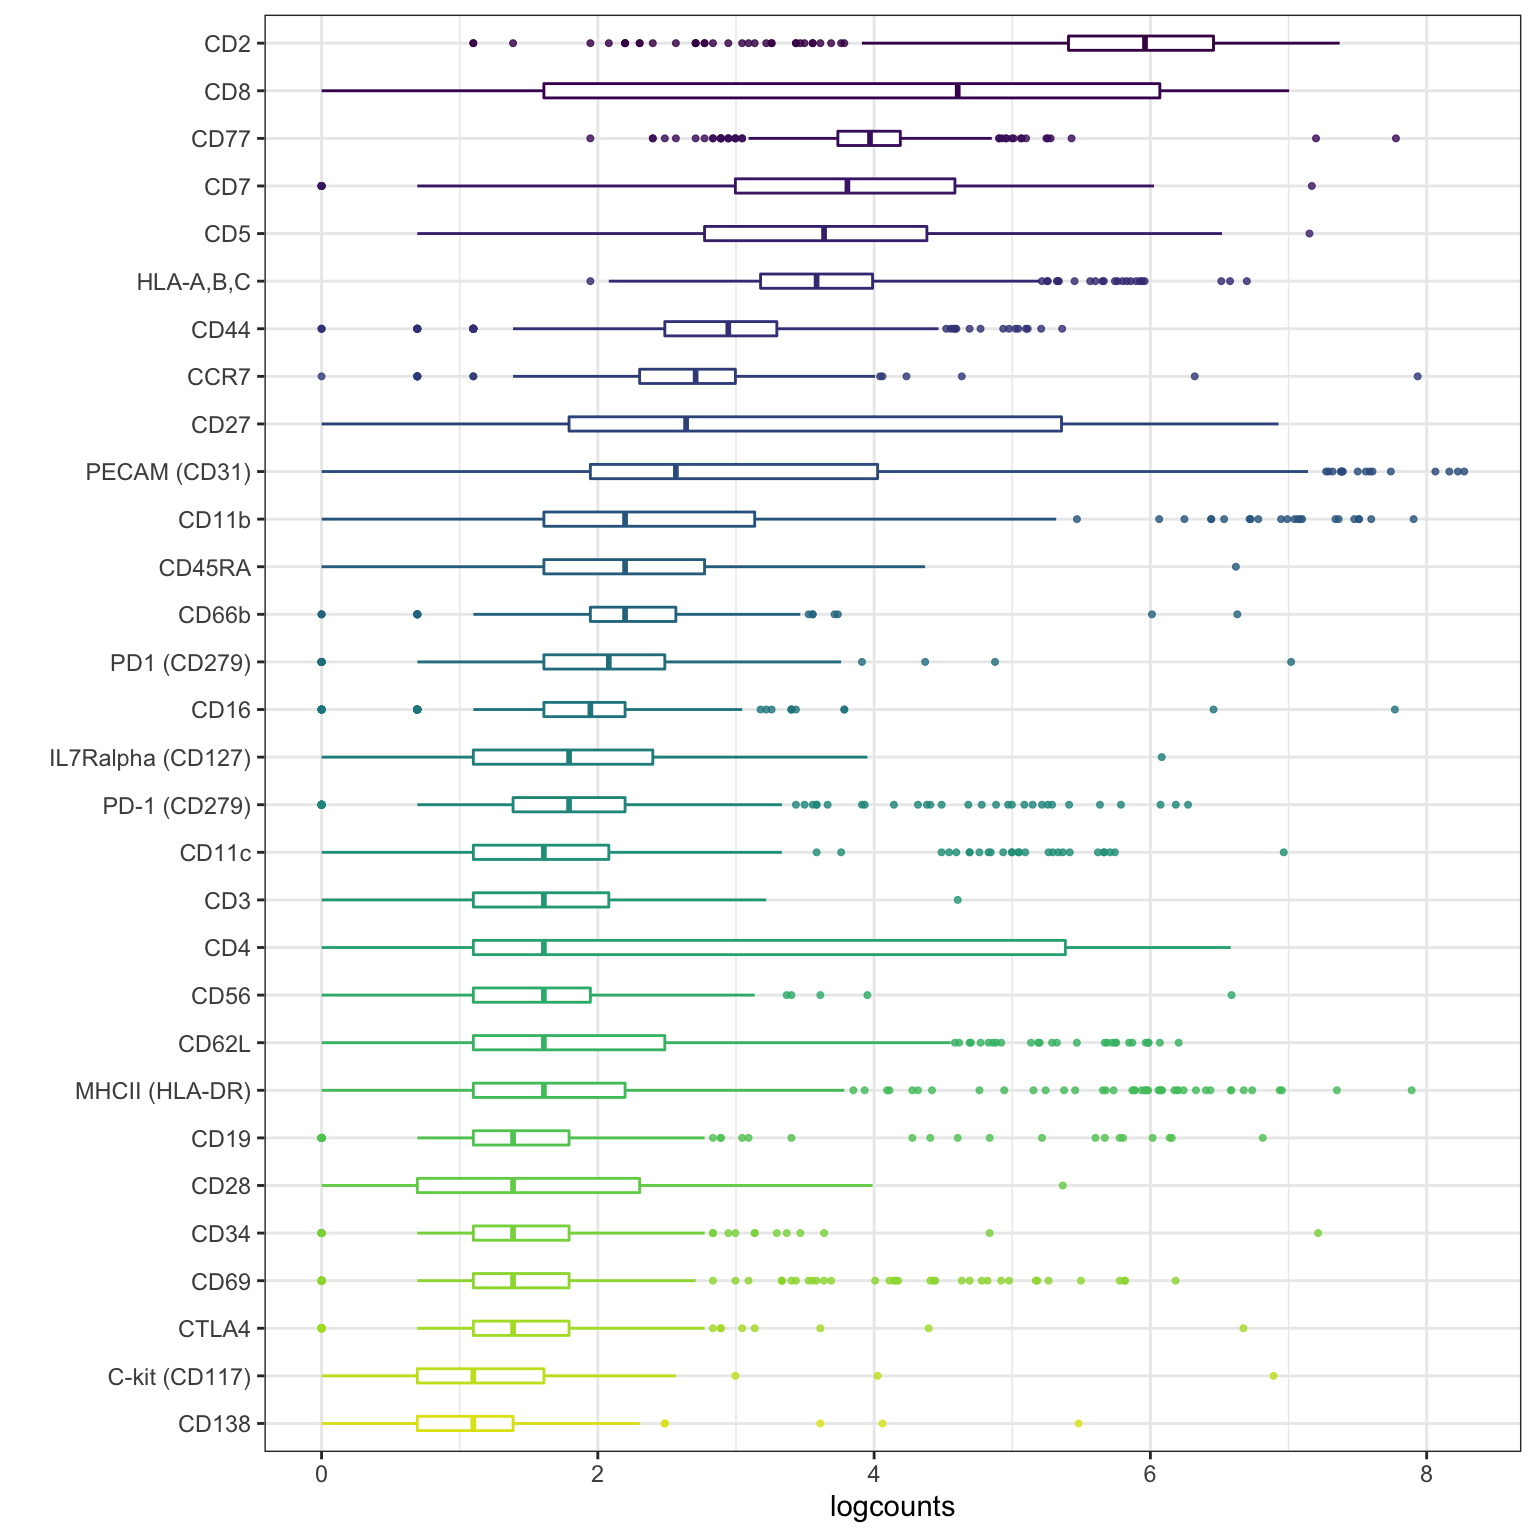 CD2
CD8
CD77
CD7
CD5
HLA-A,B,C
CD44
CCR7
CD27
PECAM (CD31)
CD11b
CD45RA
CD66b
PD1 (CD279)
CD16
IL7Ralpha (CD127)
PD-1 (CD279)
CD11c
CD3
CD4
CD56
CD62L
MHCII (HLA-DR)
CD19
CD28
CD34
CD69
CTLA4
C-kit (CD117)
CD138
0 2 4 6 8
logcounts